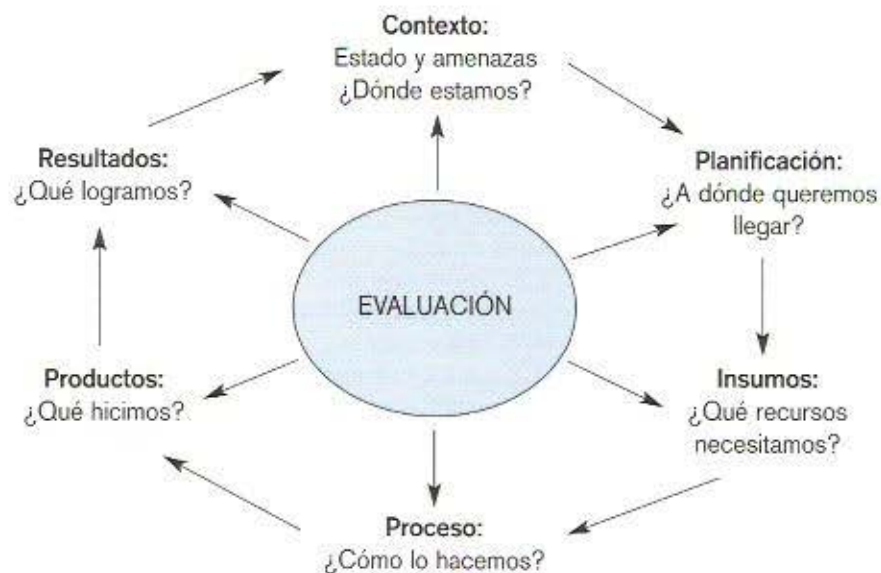 Contexto:
Estado y amenazas
¿Dónde estamos?
Resultados:
¿Qué logramos?
Planificación:
¿A dónde queremos
llegar?
EVALUACIÓN
Productos:
¿Qué hicimos?
Insumos:
¿Qué recursos
necesitamos?
Proceso:
¿Cómo lo hacemos?